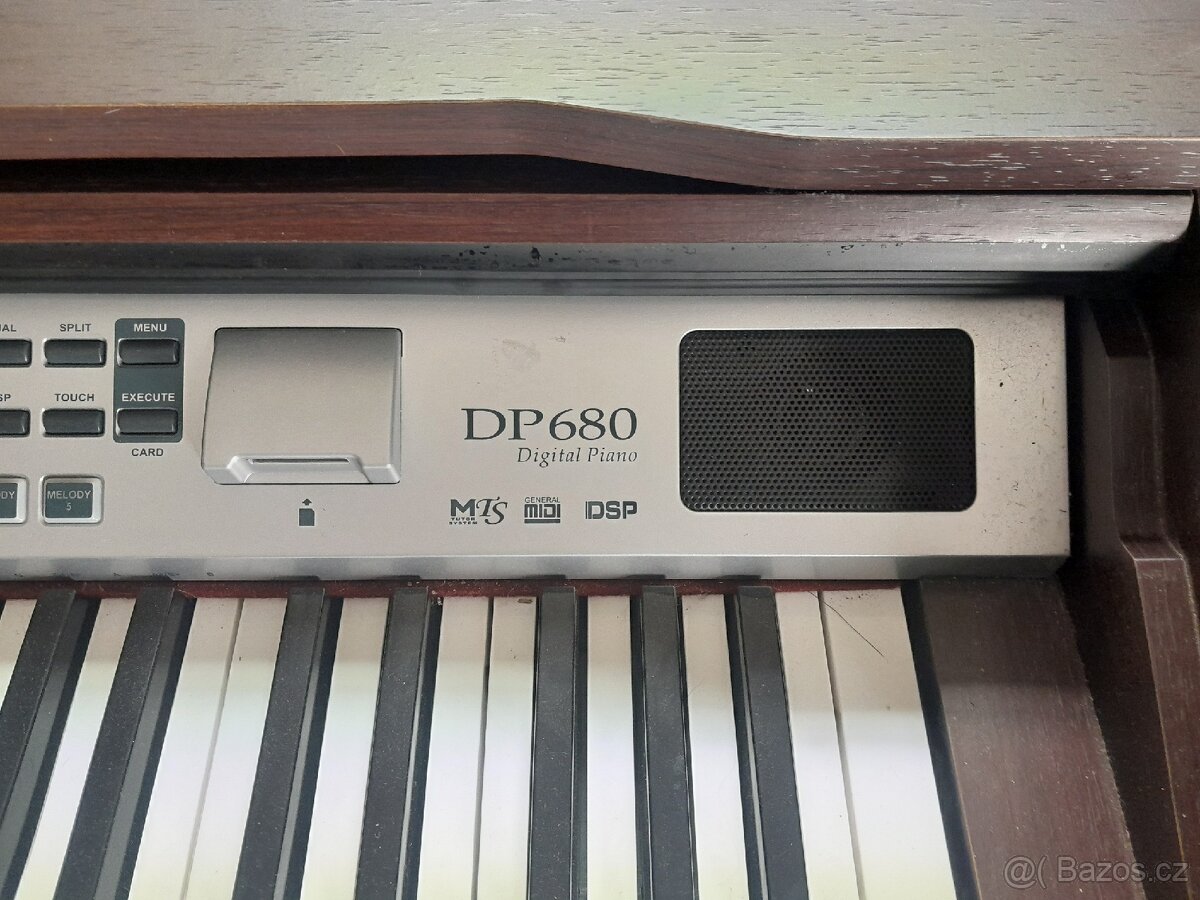 SPLIT
MENU
TOUCH
EXECUTE
CARD
MELODY
5
DP680
Digital Piano
MTS
TUTOR
SYSTEM
GENERAL
MIDI
DSP
@( Bazos.cz